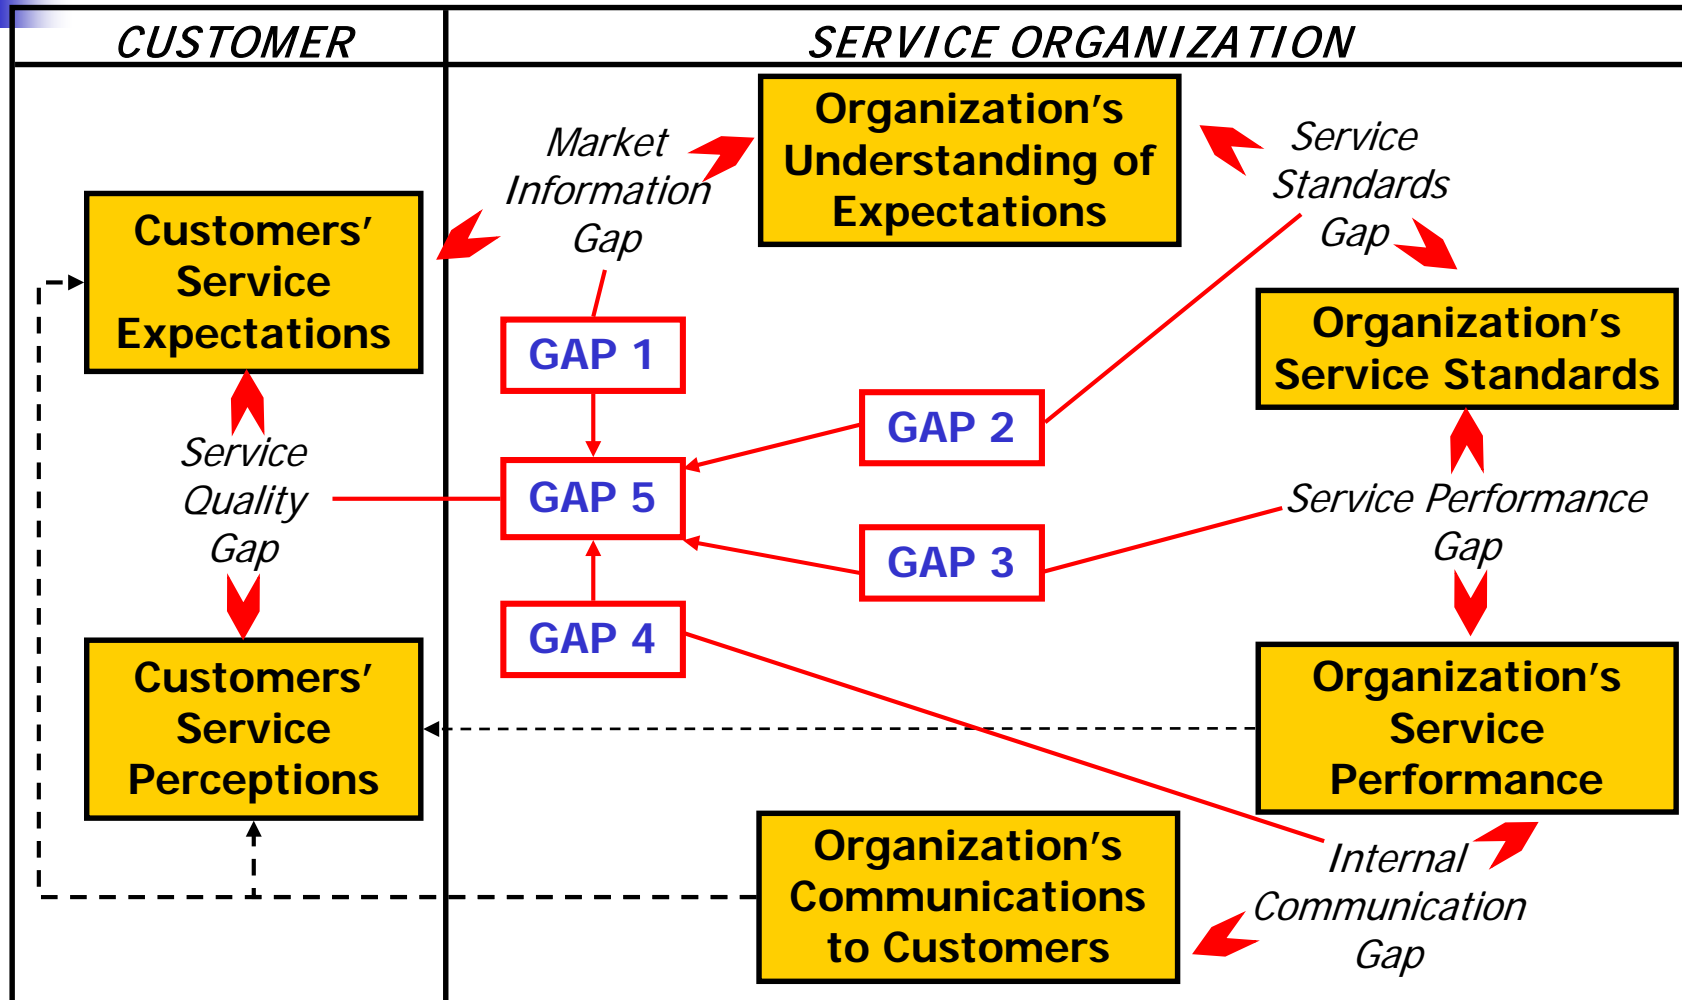 CUSTOMER
SERVICE ORGANIZATION
Organization's
Understanding of
Expectations
Market
Information
Gap
Service
Standards
Gap
Customers'
Service
Expectations
Organization's
Service Standards
GAP 1
GAP 2
GAP 5
GAP 3
GAP 4
Service
Quality
Gap
Service Performance
Gap
Customers'
Service
Perceptions
Organization's
Service
Performance
Organization's
Communications
to Customers
Internal
Communication
Gap